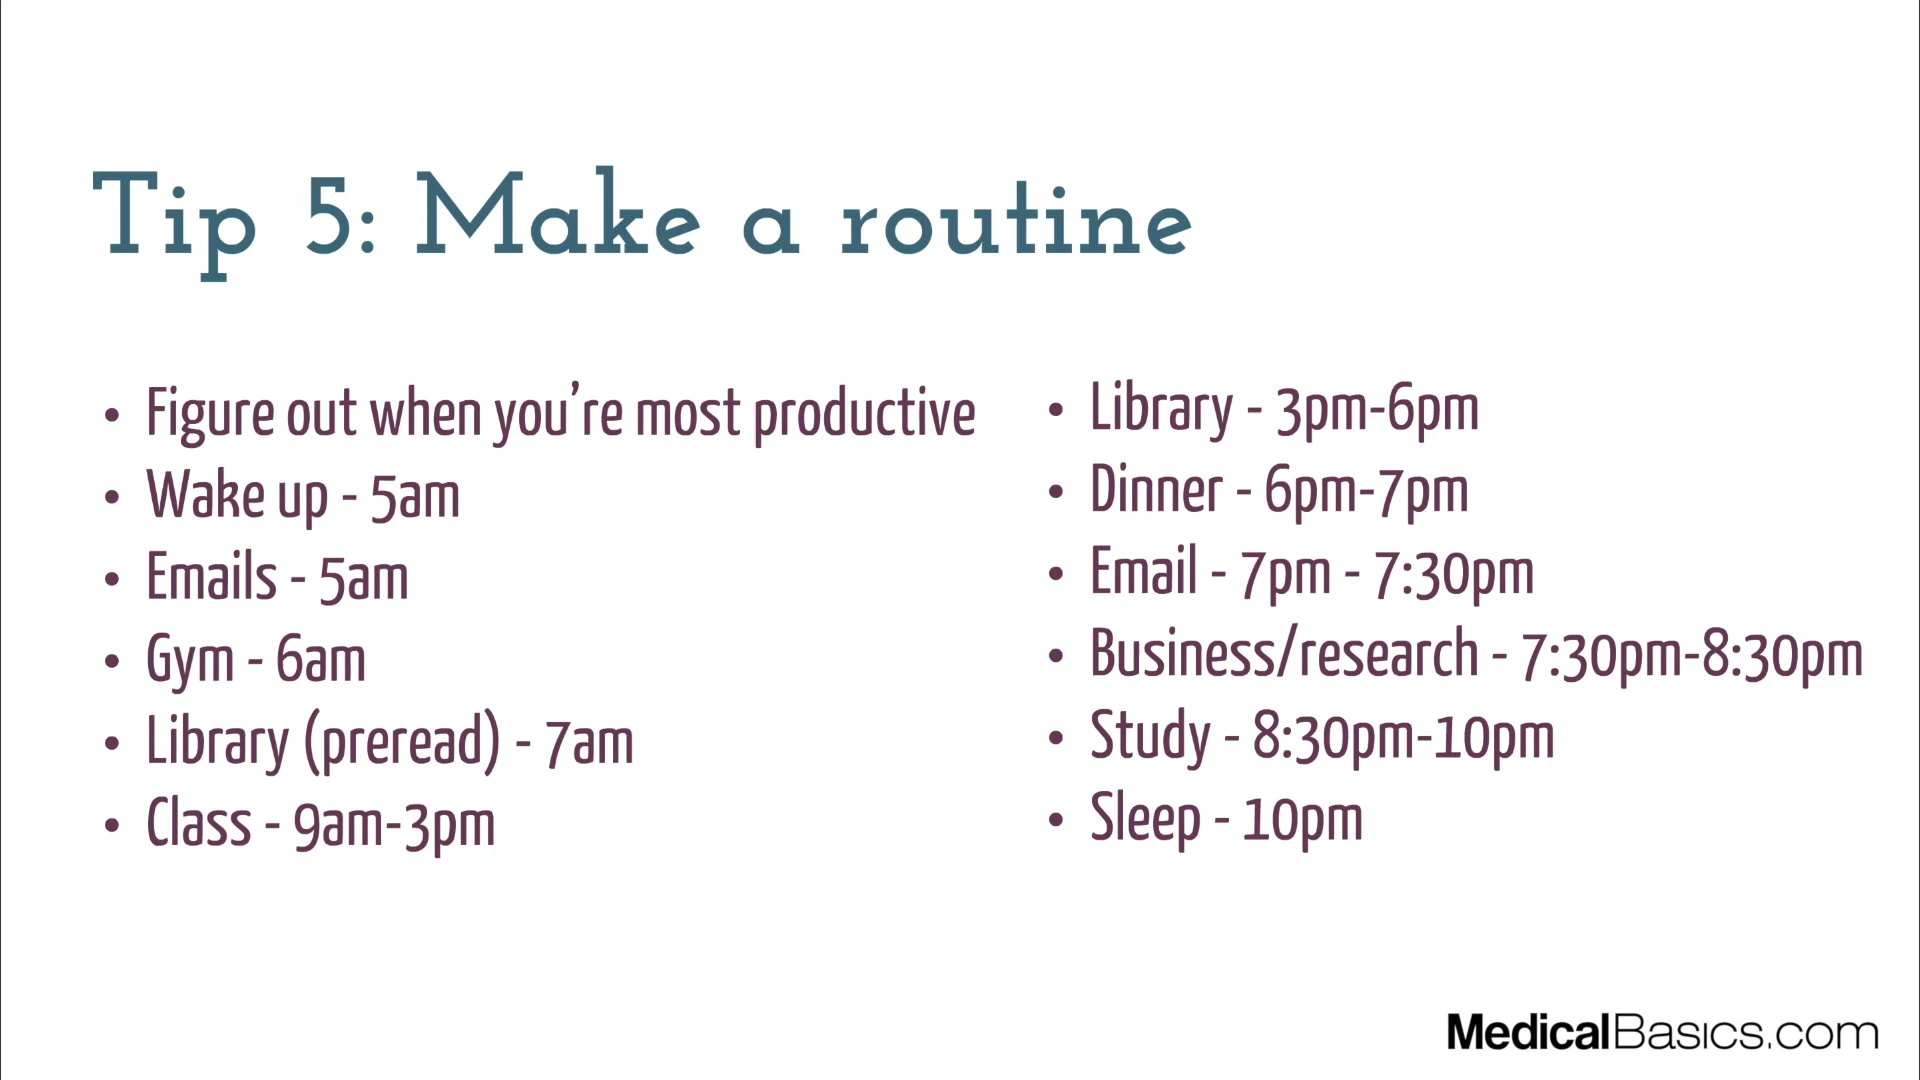 Tip 5: Make a routine
• Figure out when you’re most productive
• Wake up - 5am
• Emails - 5am
• Gym - 6am
• Library (preread) - 7am
• Class - 9am-3pm
• Library - 3pm-6pm
• Dinner - 6pm-7pm
• Email - 7pm - 7:30pm
• Business/research - 7:30pm-8:30pm
• Study - 8:30pm-10pm
• Sleep - 10pm
MedicalBasics.com